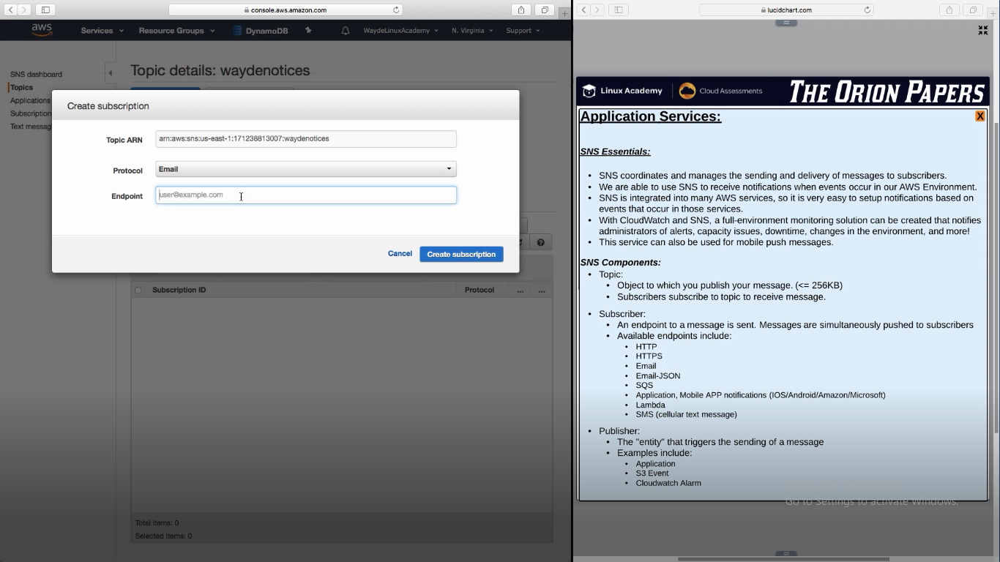 console.aws.amazon.com
aws
Services
Resource Groups
DynamoDB
WaydeLinuxAcademy
N. Virginia
Support
SNS dashboard
Topics
Applications
Subscription
Text messag
Topic details: waydenotices
Create subscription
Topic ARN
arn:aws:sns:us-east-1:171238813007:waydenotices
Protocol
Email
Endpoint
user@example.com
Cancel
Create subscription
Subscription ID
Protocol
...
...
Total Items: 0
Selected Items: 0
lucidchart.com
Linux Academy
Cloud Assessments
THE ORION PAPERS
Application Services:
X
SNS Essentials:
• SNS coordinates and manages the sending and delivery of messages to subscribers.
• We are able to use SNS to receive notifications when events occur in our AWS Environment.
• SNS is integrated into many AWS services, so it is very easy to setup notifications based on
events that occur in those services.
• With CloudWatch and SNS, a full-environment monitoring solution can be created that notifies
administrators of alerts, capacity issues, downtime, changes in the environment, and more!
• This service can also be used for mobile push messages.
SNS Components:
• Topic:
• Object to which you publish your message. (<= 256KB)
• Subscribers subscribe to topic to receive message.
• Subscriber:
• An endpoint to a message is sent. Messages are simultaneously pushed to subscribers
• Available endpoints include:
• HTTP
• HTTPS
• Email
• Email-JSON
• SQS
• Application, Mobile APP notifications (IOS/Android/Amazon/Microsoft)
• Lambda
• SMS (cellular text message)
• Publisher:
• The "entity" that triggers the sending of a message
• Examples include:
• Application
• S3 Event
• Cloudwatch Alarm
Go to Settings to activate Windows.